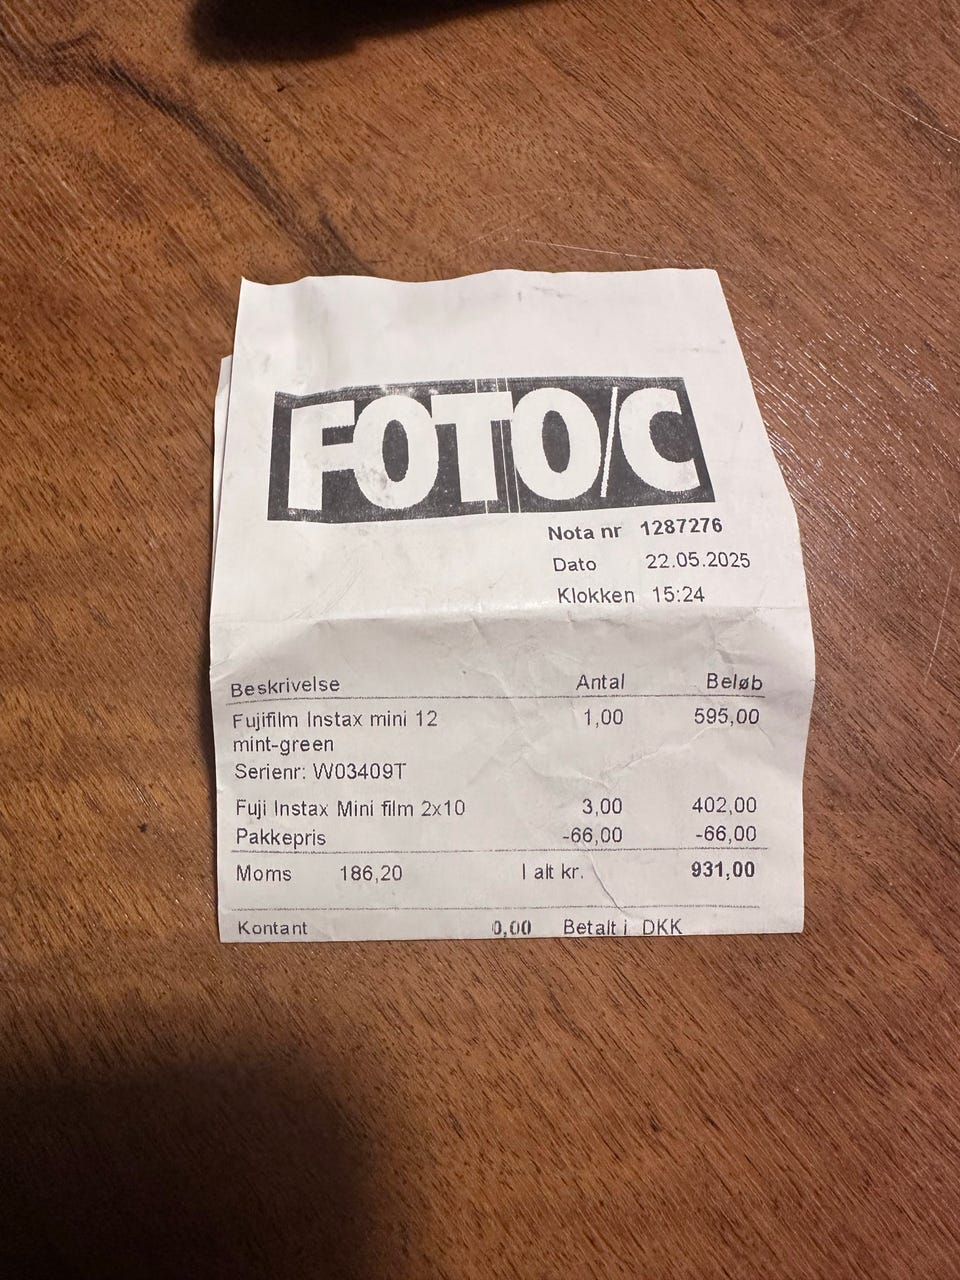 FOTO/C
Nota nr 1287276
Dato 22.05.2025
Klokken 15:24
Beskrivelse Antal Beløb
Fujifilm Instax mini 12 1,00 595,00
mint-green
Serienr: W03409T
Fuji Instax Mini film 2x10 3,00 402,00
Pakkepris -66,00 -66,00
Moms 186,20 I alt kr. 931,00
Kontant 0,00 Betalt i DKK